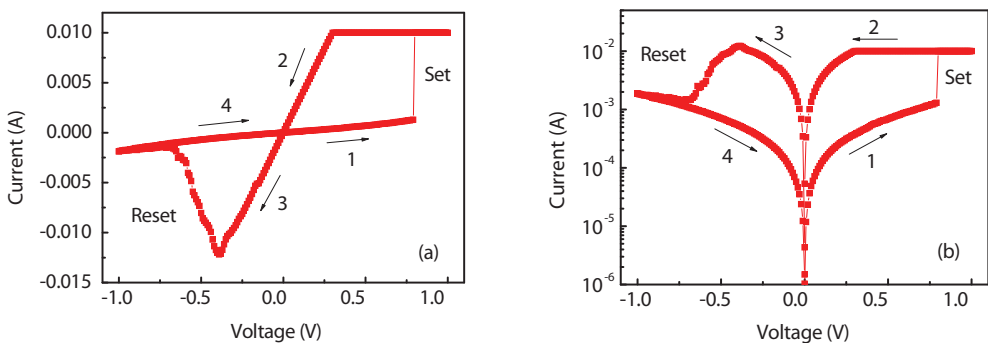 0.010
0.005
0.000
-0.005
-0.010
-0.015
-1.0 -0.5 0.0 0.5 1.0
Current (A)
Voltage (V)
2
Set
4
1
3
Reset
(a)
10-2
10-3
10-4
10-5
10-6
-1.0 -0.5 0.0 0.5 1.0
Current (A)
Voltage (V)
Reset
3
2
Set
4
1
(b)